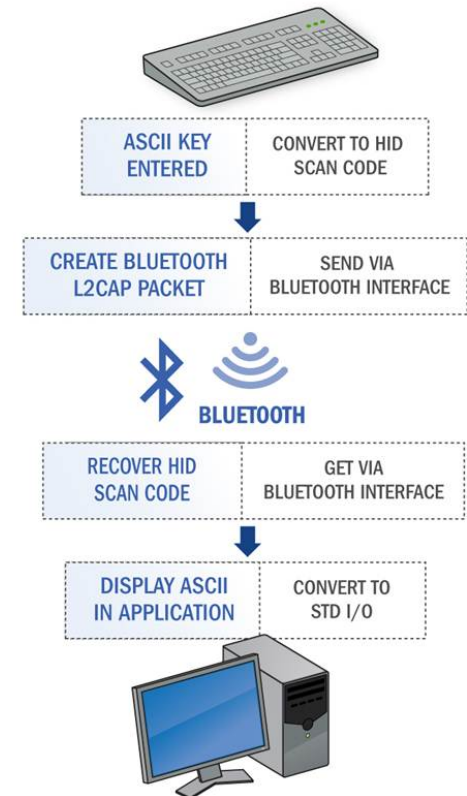 ASCII KEY
ENTERED
CONVERT TO HID
SCAN CODE
CREATE BLUETOOTH
L2CAP PACKET
SEND VIA
BLUETOOTH INTERFACE
BLUETOOTH
RECOVER HID
SCAN CODE
GET VIA
BLUETOOTH INTERFACE
DISPLAY ASCII
IN APPLICATION
CONVERT TO
STD I/O